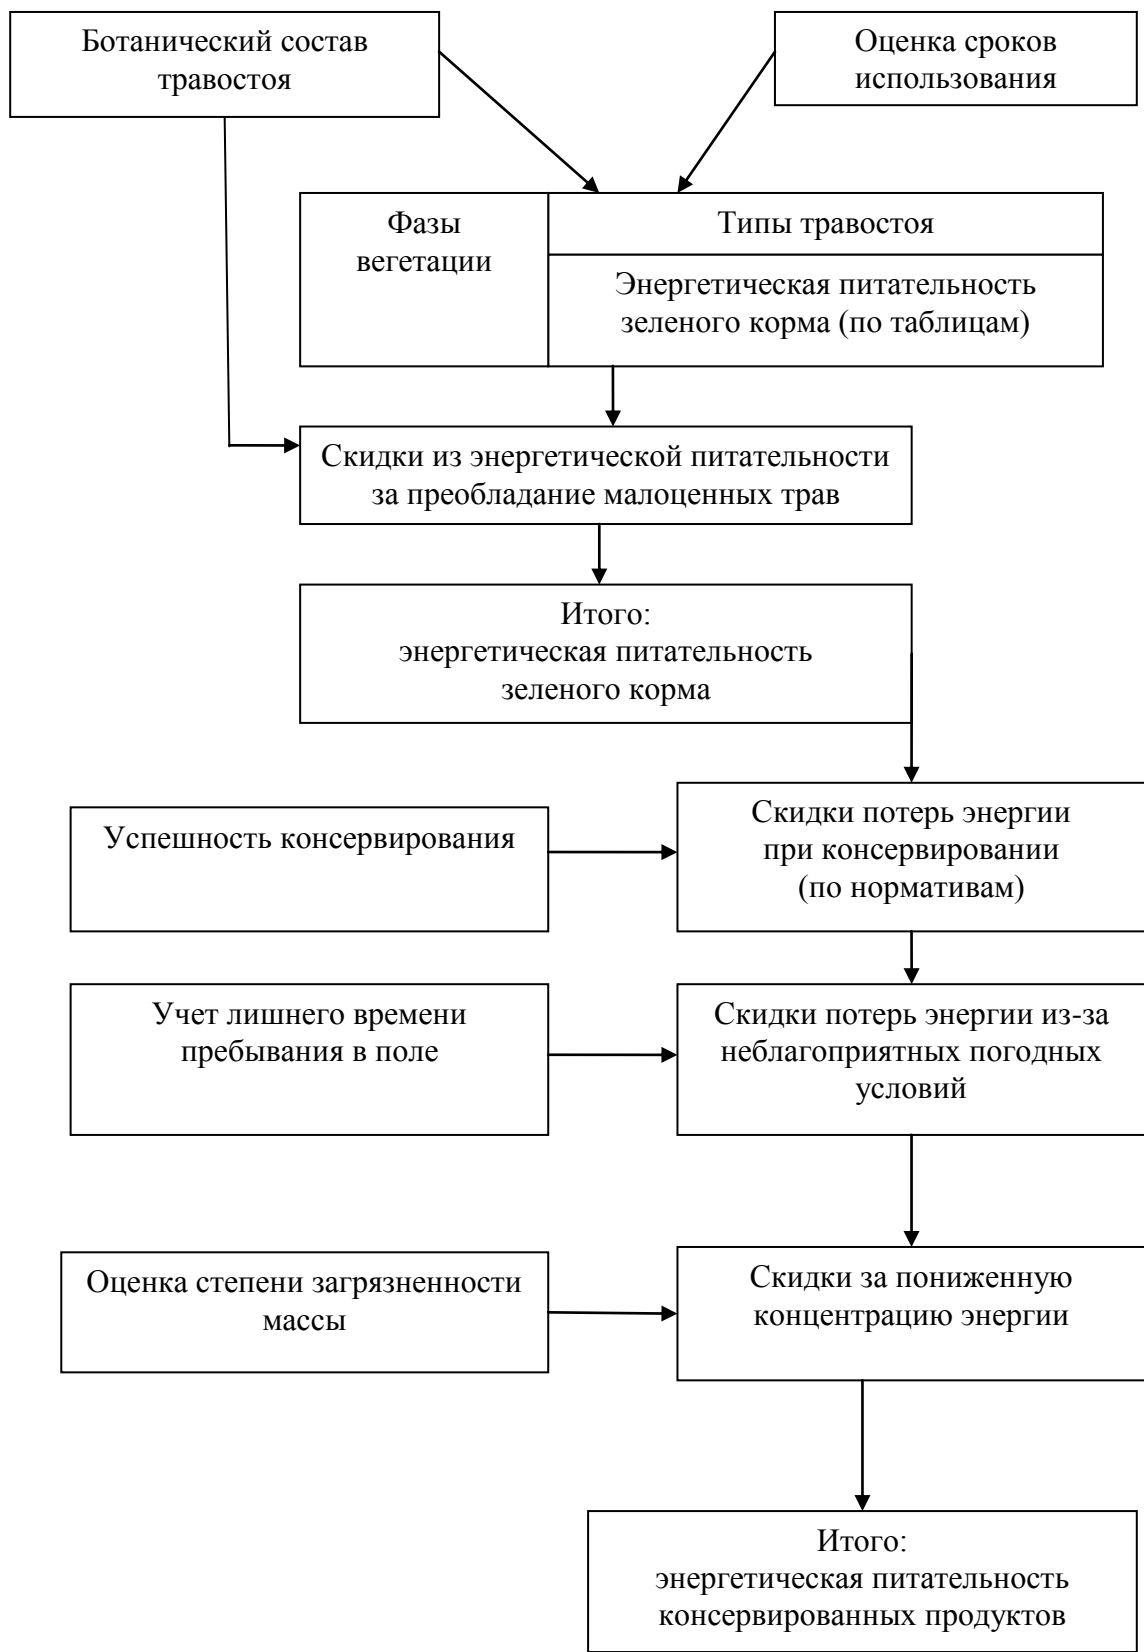 Ботанический состав
травостоя
Оценка сроков
использования
Фазы
вегетации
Типы травостоя
Энергетическая питательность
зеленого корма (по таблицам)
Скидки из энергетической питательности
за преобладание малоценных трав
Итого:
энергетическая питательность
зеленого корма
Успешность консервирования
Скидки потерь энергии
при консервировании
(по нормативам)
Учет лишнего времени
пребывания в поле
Скидки потерь энергии из-за
неблагоприятных погодных
условий
Оценка степени загрязненности
массы
Скидки за пониженную
концентрацию энергии
Итого:
энергетическая питательность
консервированных продуктов